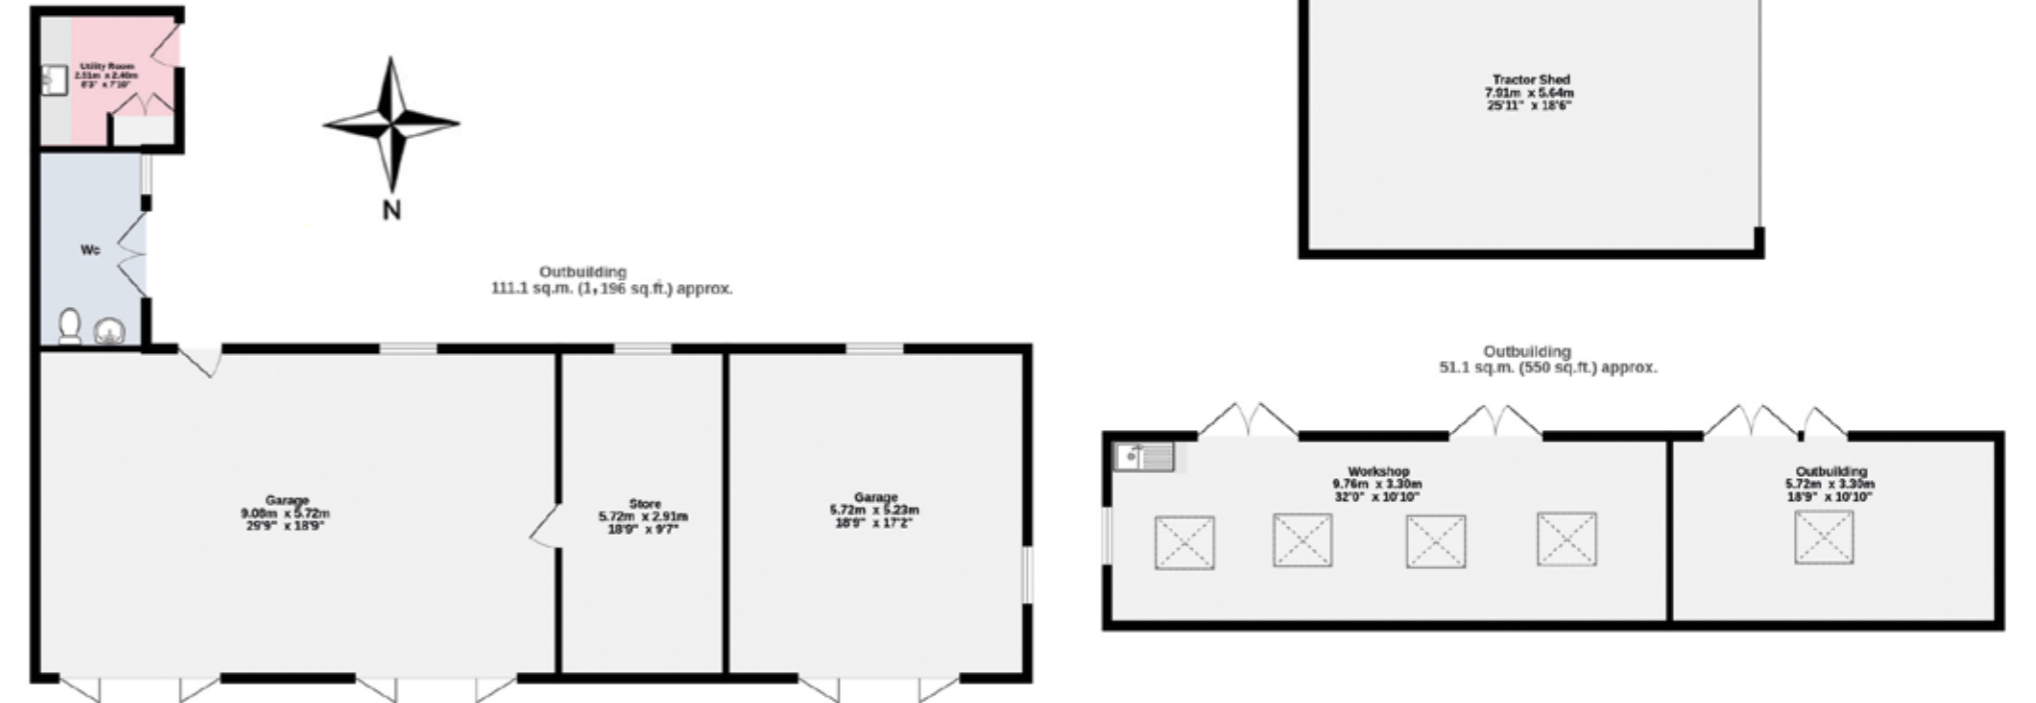 Utility Room
2.51m x 2.40m
8'3" x 7'10"
Wc
N
Outbuilding
111.1 sq.m. (1,196 sq.ft.) approx.
Garage
9.08m x 5.72m
29'9" x 18'9"
Store
5.72m x 2.91m
18'9" x 9'7"
Garage
5.72m x 5.23m
18'9" x 17'2"
Tractor Shed
7.91m x 5.64m
25'11" x 18'6"
Outbuilding
51.1 sq.m. (550 sq.ft.) approx.
Workshop
9.76m x 3.30m
32'0" x 10'10"
Outbuilding
5.72m x 3.30m
18'9" x 10'10"